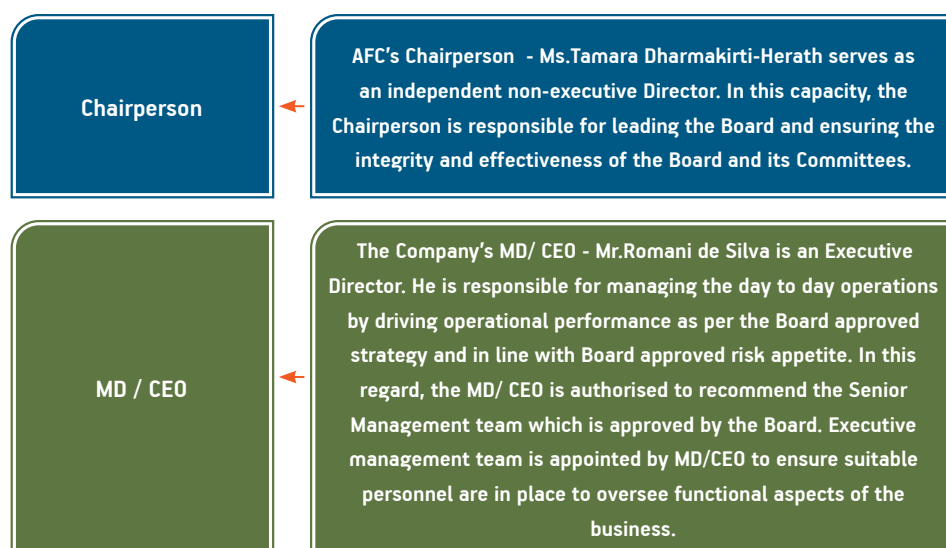 Chairperson
AFC's Chairperson - Ms.Tamara Dharmakirti-Herath serves as
an independent non-executive Director. In this capacity, the
Chairperson is responsible for leading the Board and ensuring the
integrity and effectiveness of the Board and its Committees.
MD / CEO
The Company's MD/ CEO - Mr.Romani de Silva is an Executive
Director. He is responsible for managing the day to day operations
by driving operational performance as per the Board approved
strategy and in line with Board approved risk appetite. In this
regard, the MD/ CEO is authorised to recommend the Senior
Management team which is approved by the Board. Executive
management team is appointed by MD/CEO to ensure suitable
personnel are in place to oversee functional aspects of the
business.